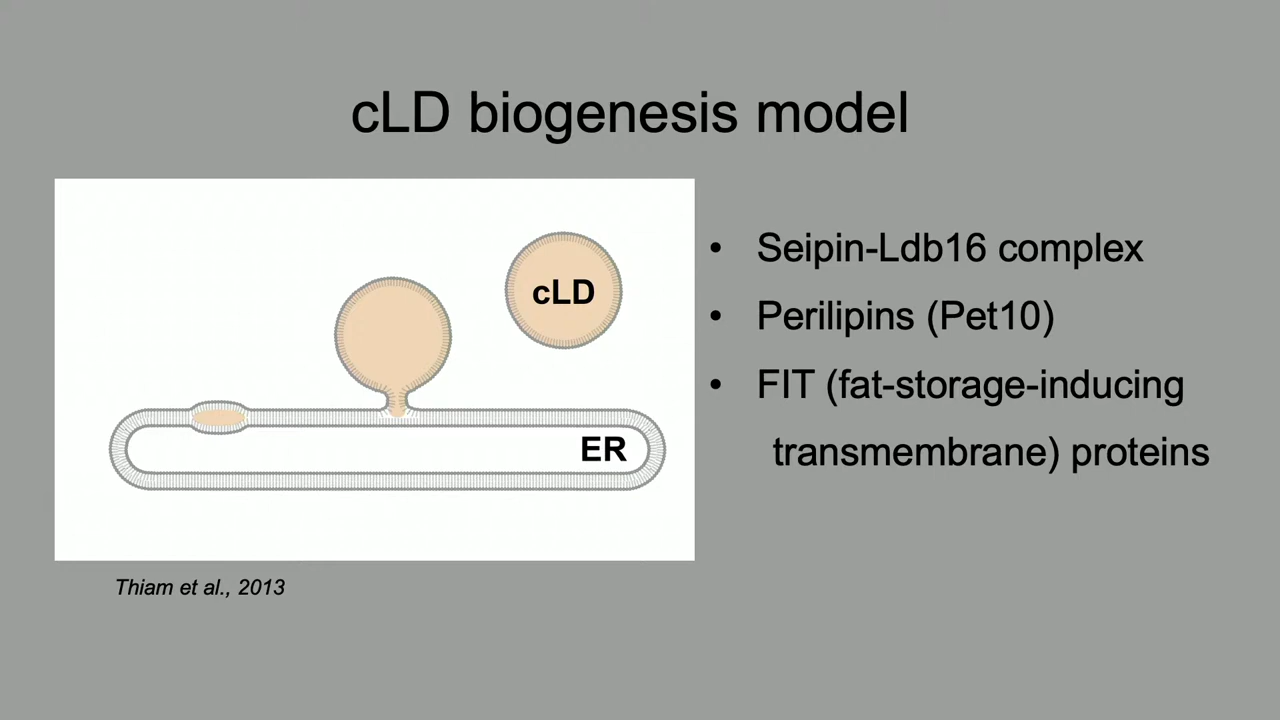 cLD biogenesis model
cLD
ER
• Seipin-Ldb16 complex
• Perilipins (Pet10)
• FIT (fat-storage-inducing
transmembrane) proteins
Thiam et al., 2013